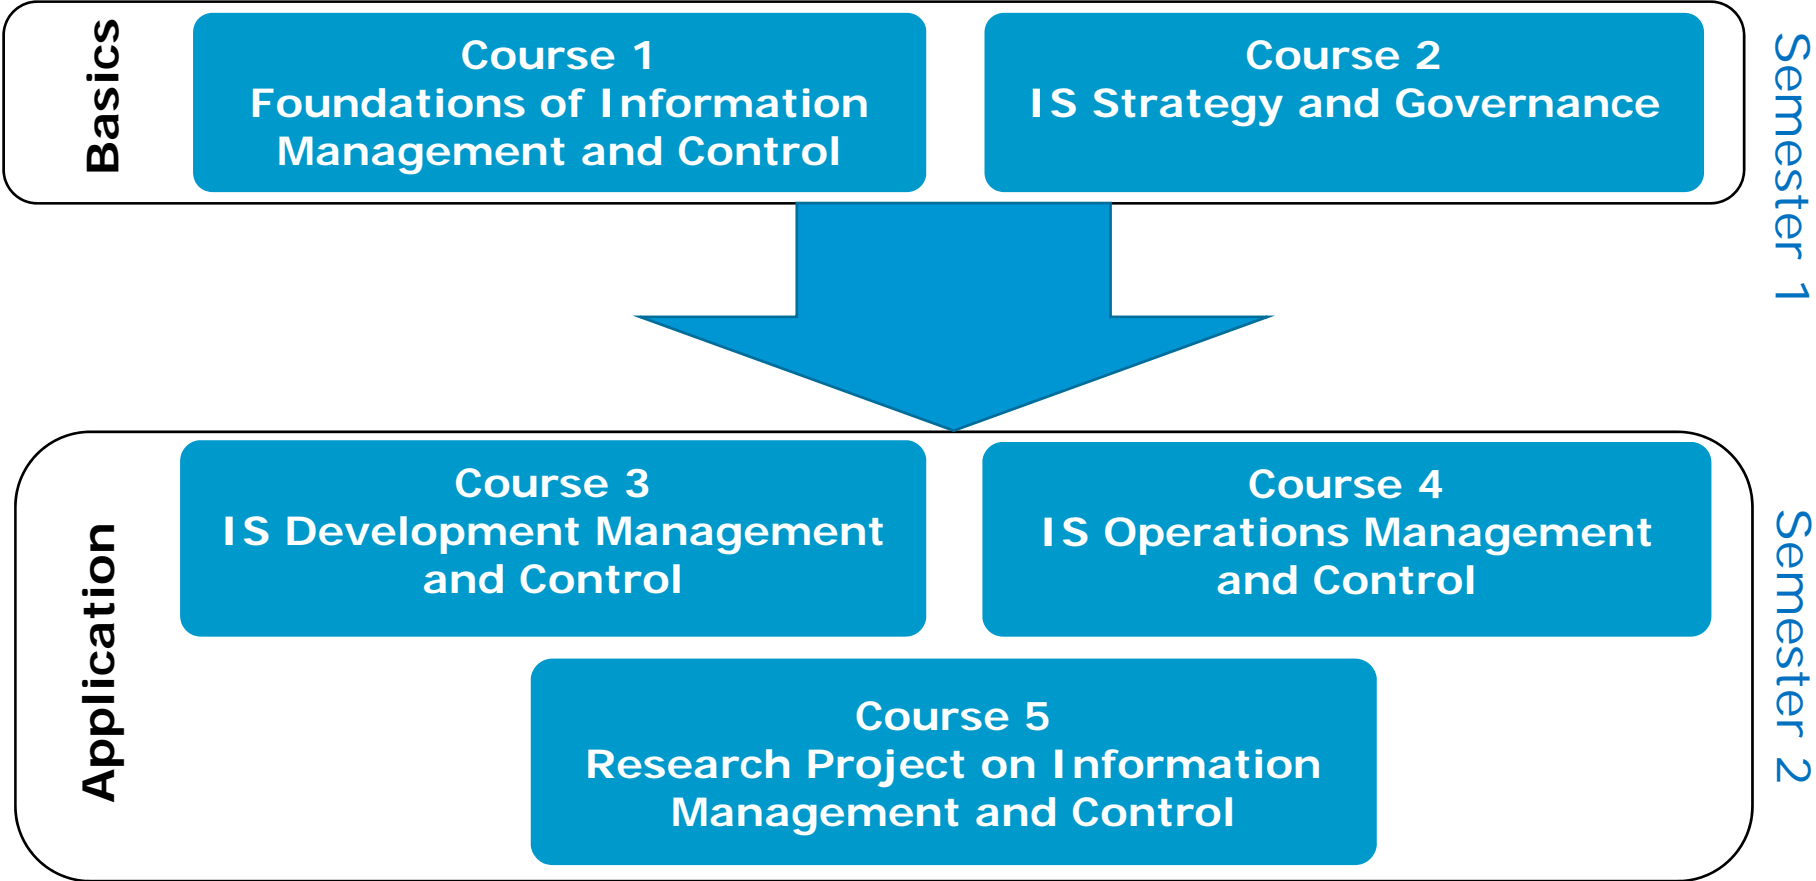 Basics
Course 1
Foundations of Information
Management and Control
Course 2
IS Strategy and Governance
Semester 1
Application
Course 3
IS Development Management
and Control
Course 4
IS Operations Management
and Control
Course 5
Research Project on Information
Management and Control
Semester 2